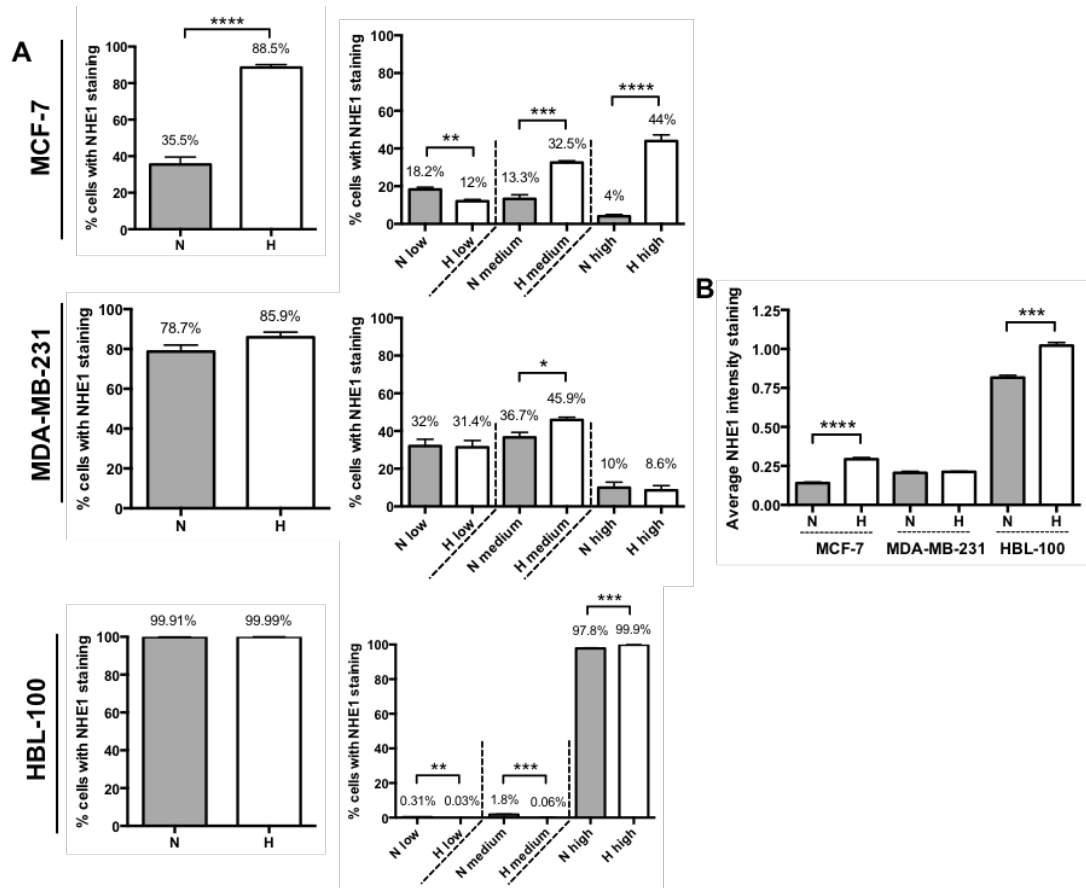 A
MCF-7
% cells with NHE1 staining
100
80
60
40
20
0
35.5%
****
88.5%
N
H
% cells with NHE1 staining
100
80
60
40
20
0
18.2%
**
12%
13.3%
***
32.5%
4%
****
44%
N low
H low
N medium
H medium
N high
H high
MDA-MB-231
% cells with NHE1 staining
100
80
60
40
20
0
78.7%
85.9%
N
H
% cells with NHE1 staining
100
80
60
40
20
0
32%
31.4%
36.7%
*
45.9%
10%
8.6%
N low
H low
N medium
H medium
N high
H high
HBL-100
% cells with NHE1 staining
100
80
60
40
20
0
99.91%
99.99%
N
H
% cells with NHE1 staining
100
80
60
40
20
0
**
0.31%
0.03%
***
1.8%
0.06%
***
97.8%
99.9%
N low
H low
N medium
H medium
N high
H high
B
Average NHE1 intensity staining
1.25
1.00
0.75
0.50
0.25
0.00
****
***
N
H
N
H
N
H
MCF-7
MDA-MB-231
HBL-100